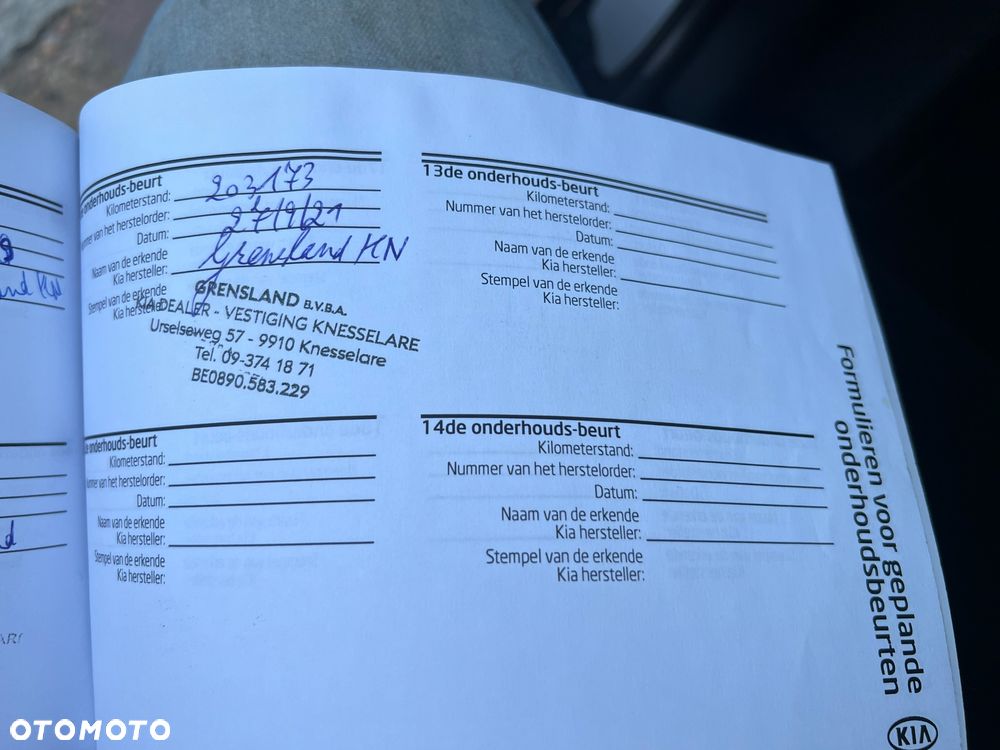 onderhouds-beurt
Kilometerstand: 203173
Nummer van het herstelorder:
Datum: 27/9/21
Naam van de erkende
Kia hersteller: Grensland KN
Stempel van de erkende
Kia hersteller:
GRENSLAND B.V.B.A.
KIA DEALER - VESTIGING KNESSELARE
Urselseweg 57 - 9910 Knesselare
Tel. 09-374 18 71
BE0890.583.229
onderhouds-beurt
Kilometerstand:
Nummer van het herstelorder:
Datum:
Naam van de erkende
Kia hersteller:
Stempel van de erkende
Kia hersteller:
13de onderhouds-beurt
Kilometerstand:
Nummer van het herstelorder:
Datum:
Naam van de erkende
Kia hersteller:
Stempel van de erkende
Kia hersteller:
14de onderhouds-beurt
Kilometerstand:
Nummer van het herstelorder:
Datum:
Naam van de erkende
Kia hersteller:
Stempel van de erkende
Kia hersteller:
Formulieren voor geplande
onderhoudsbeurten
KIA
OTOMOTO